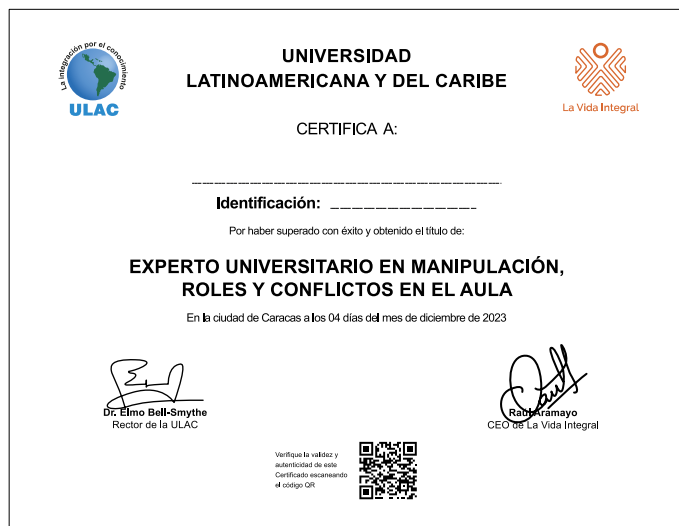 La integración por el conocimiento
ULAC
UNIVERSIDAD
LATINOAMERICANA Y DEL CARIBE
La Vida Integral
CERTIFICA A:
Identificación:
Por haber superado con éxito y obtenido el título de:
EXPERTO UNIVERSITARIO EN MANIPULACIÓN,
ROLES Y CONFLICTOS EN EL AULA
En la ciudad de Caracas a los 04 días del mes de diciembre de 2023
Dr. Elmo Bell-Smythe
Rector de la ULAC
Raúl Aramayo
CEO de La Vida Integral
Verifique la validez y
autenticidad de este
Certificado escaneando
el código QR